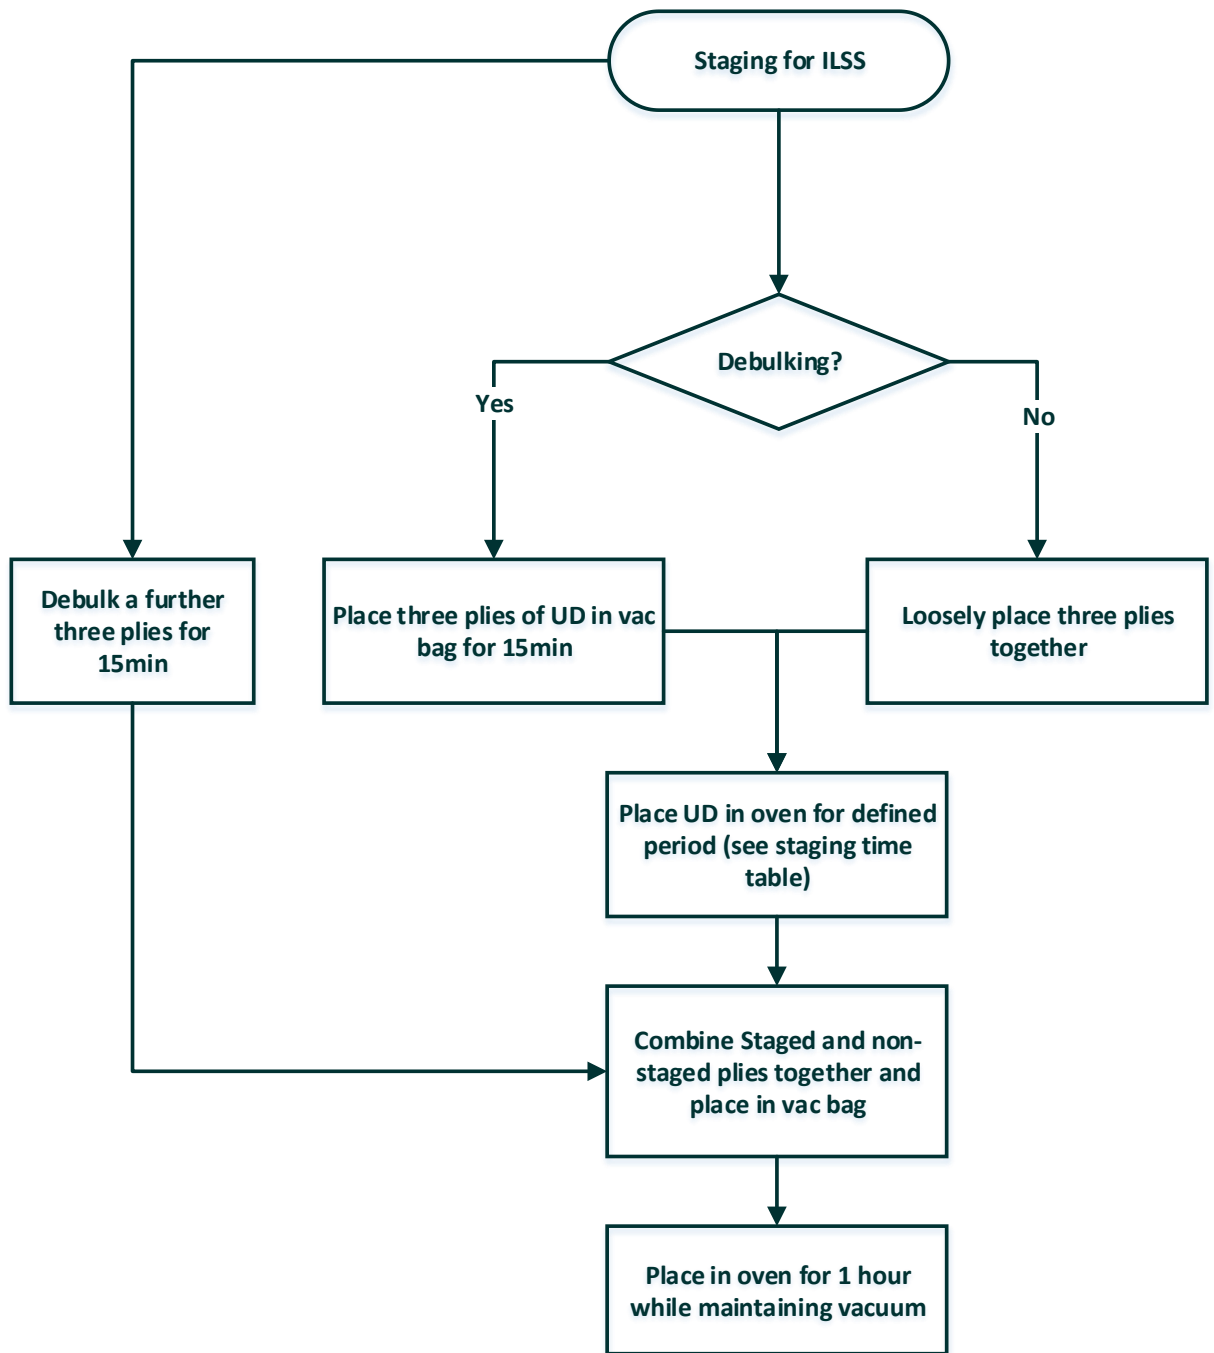 Staging for ILSS
Debulking?
Yes
No
Debulk a further
three plies for
15min
Place three plies of UD in vac
bag for 15min
Loosely place three plies
together
Place UD in oven for defined
period (see staging time
table)
Combine Staged and non-
staged plies together and
place in vac bag
Place in oven for 1 hour
while maintaining vacuum